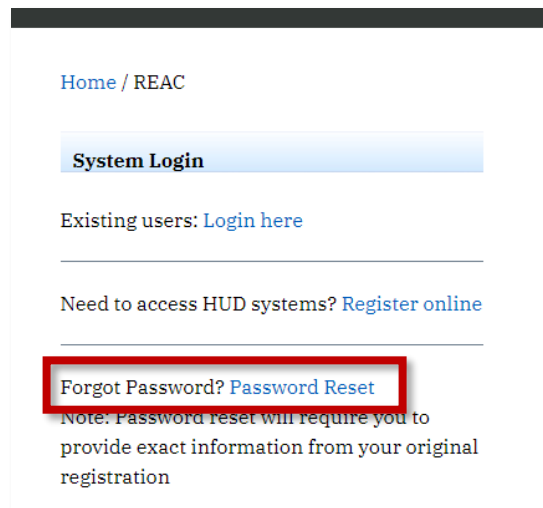 Home / REAC
System Login
Existing users: Login here
Need to access HUD systems? Register online
Forgot Password? Password Reset
Note: Password reset will require you to
provide exact information from your original
registration